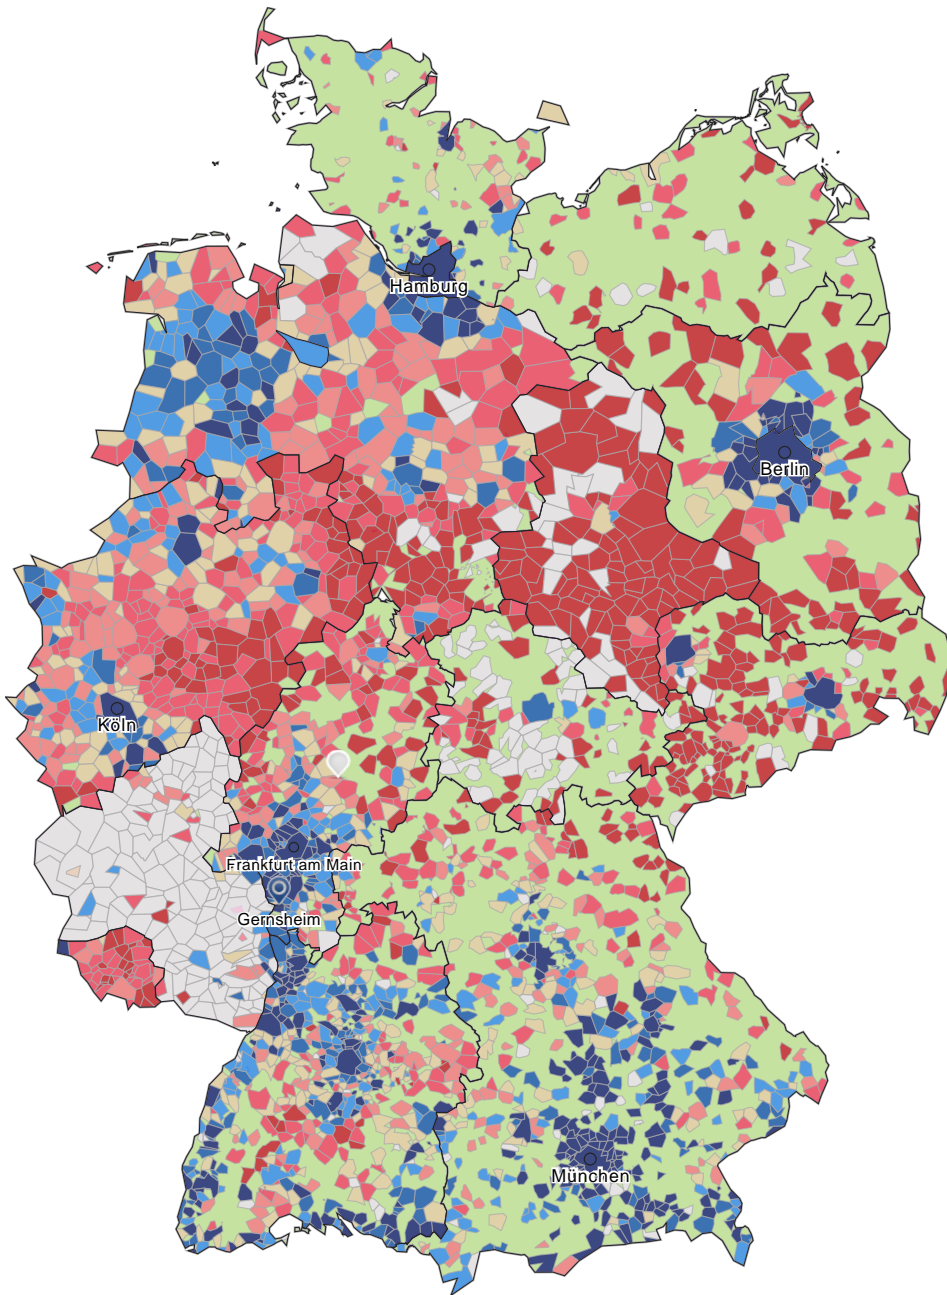 Hamburg
Berlin
Köln
Frankfurt am Main
Gernsheim
München